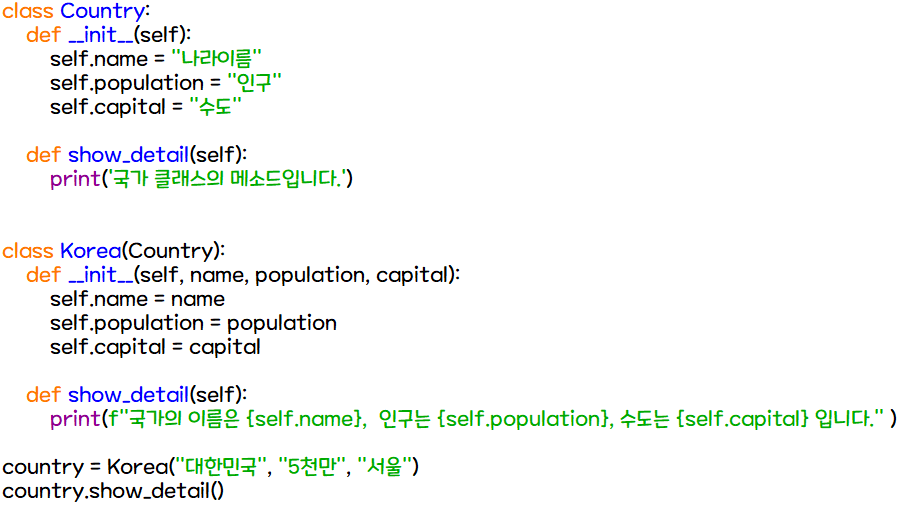 class Country:
    def __init__(self):
        self.name = "나라이름"
        self.population = "인구"
        self.capital = "수도"

    def show_detail(self):
        print('국가 클래스의 메소드입니다.')


class Korea(Country):
    def __init__(self, name, population, capital):
        self.name = name
        self.population = population
        self.capital = capital

    def show_detail(self):
        print(f"국가의 이름은 {self.name},  인구는 {self.population}, 수도는 {self.capital} 입니다." )

country = Korea("대한민국", "5천만", "서울")
country.show_detail()